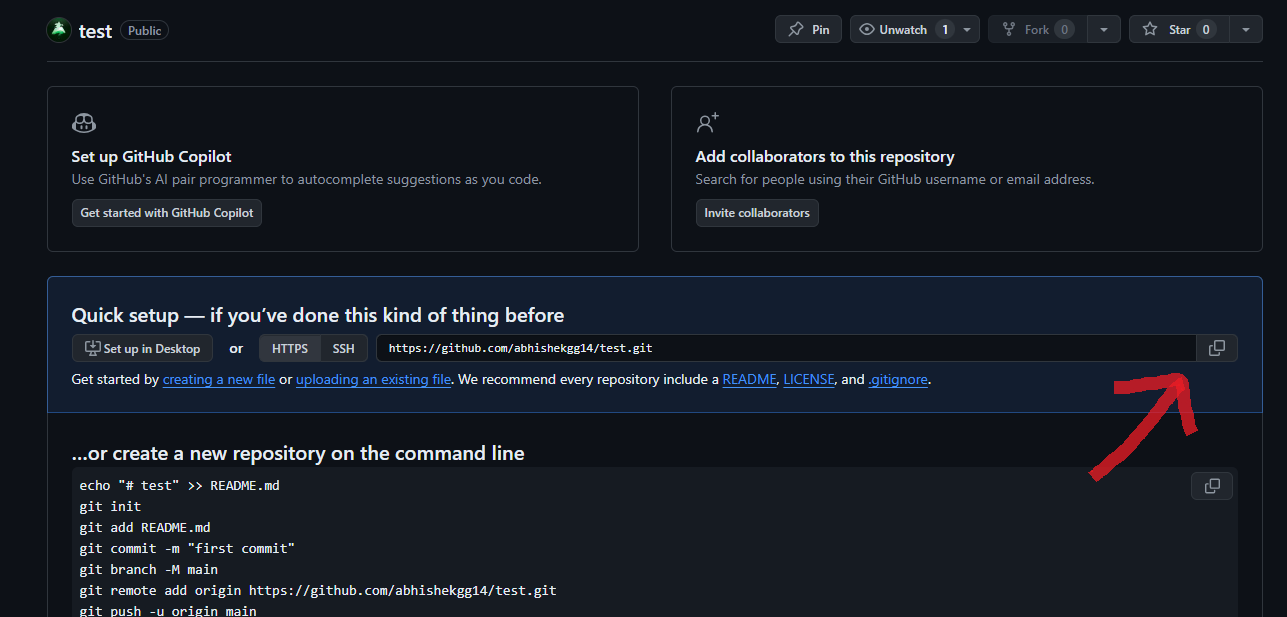 test Public Pin Unwatch 1 Fork 0 Star 0
Set up GitHub Copilot
Use GitHub's AI pair programmer to autocomplete suggestions as you code.
Get started with GitHub Copilot
Add collaborators to this repository
Search for people using their GitHub username or email address.
Invite collaborators
Quick setup — if you’ve done this kind of thing before
Set up in Desktop or HTTPS SSH https://github.com/abhishekgg14/test.git
Get started by creating a new file or uploading an existing file. We recommend every repository include a README, LICENSE, and .gitignore.
…or create a new repository on the command line
echo "# test" >> README.md
git init
git add README.md
git commit -m "first commit"
git branch -M main
git remote add origin https://github.com/abhishekgg14/test.git
git push -u origin main